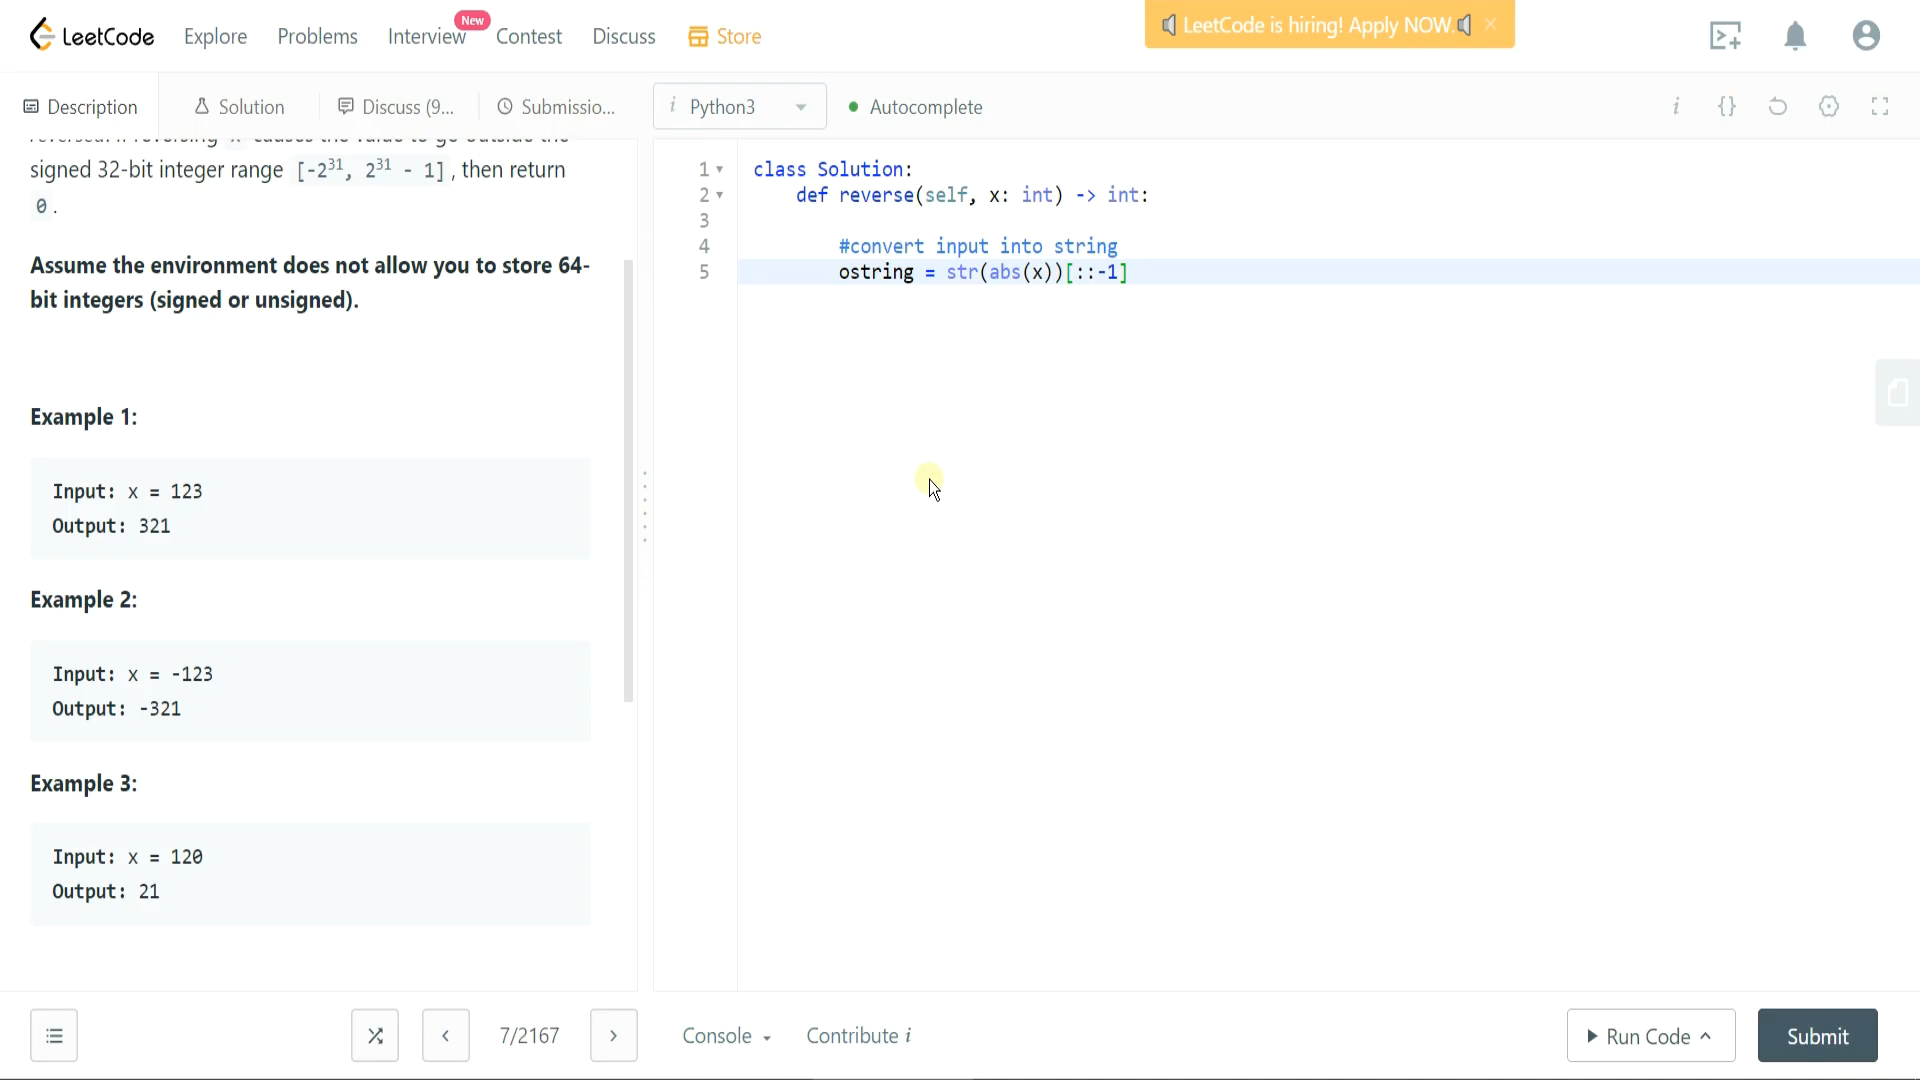 LeetCode
Explore
Problems
Interview
New
Contest
Discuss
Store
LeetCode is hiring! Apply NOW.
Description
Solution
Discuss (9...
Submissio...
i Python3
Autocomplete
signed 32-bit integer range [-2³¹, 2³¹ - 1], then return
0.
Assume the environment does not allow you to store 64-
bit integers (signed or unsigned).
Example 1:
Input: x = 123
Output: 321
Example 2:
Input: x = -123
Output: -321
Example 3:
Input: x = 120
Output: 21
1 class Solution:
2 def reverse(self, x: int) -> int:
3
4 #convert input into string
5 ostring = str(abs(x))[::-1]
7/2167
Console
Contribute i
Run Code
Submit